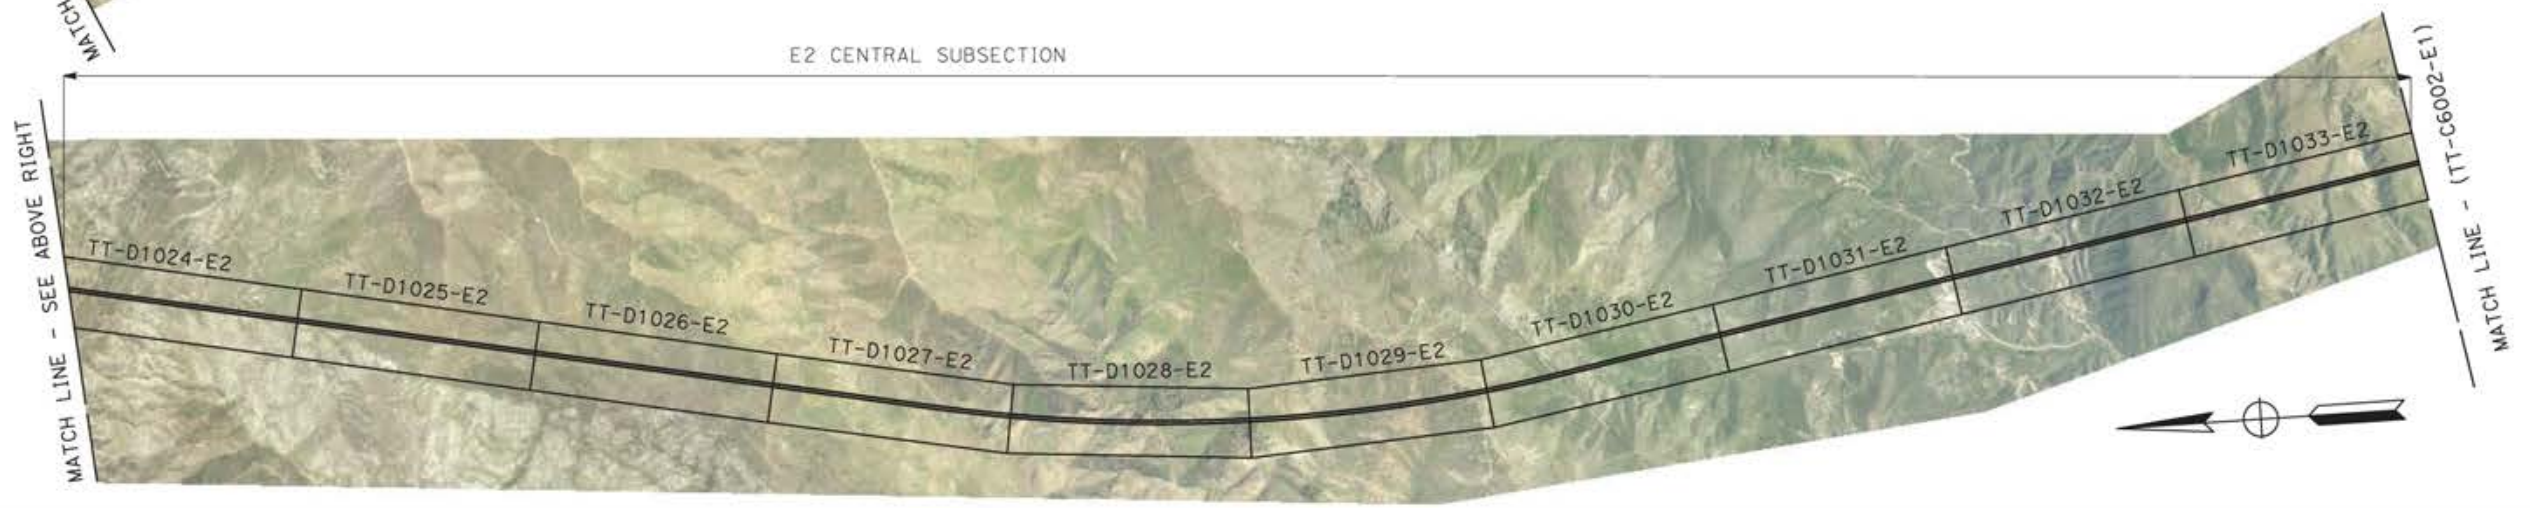 MATCH
E2 CENTRAL SUBSECTION
MATCH LINE - SEE ABOVE RIGHT
TT-D1024-E2
TT-D1025-E2
TT-D1026-E2
TT-D1027-E2
TT-D1028-E2
TT-D1029-E2
TT-D1030-E2
TT-D1031-E2
TT-D1032-E2
TT-D1033-E2
MATCH LINE - (TT-C6002-E1)